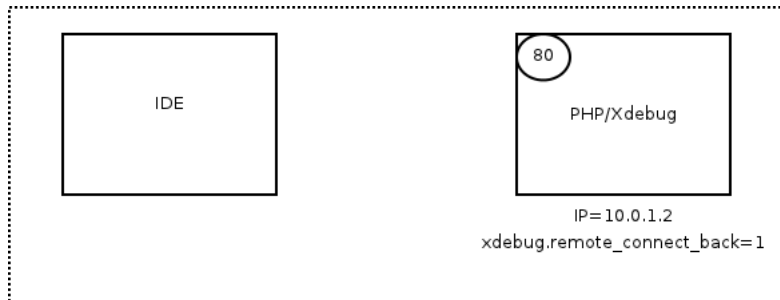 IDE
80
PHP/Xdebug
IP=10.0.1.2
xdebug.remote_connect_back=1